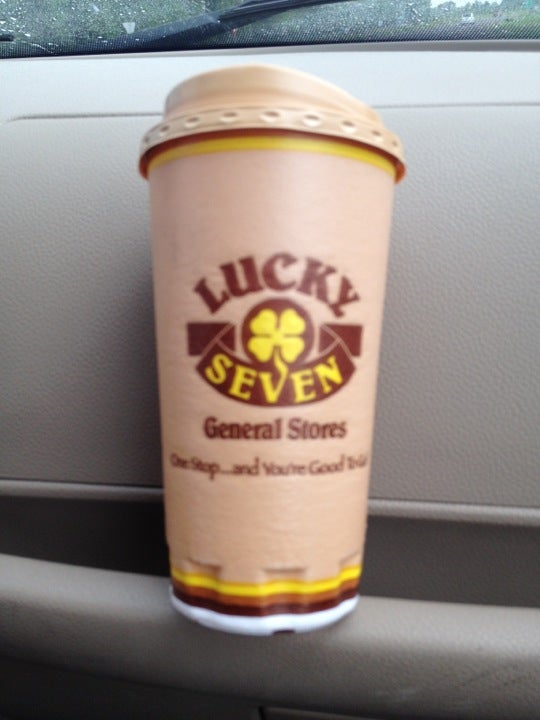 LUCKY
SEVEN
General Stores
One Stop...and You're Good To Go